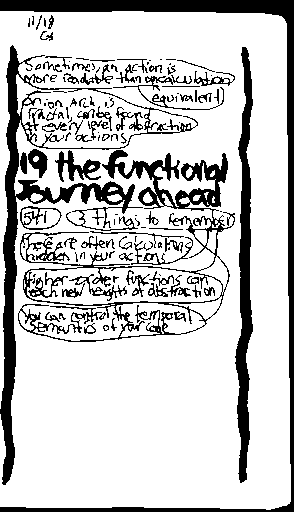 11/18
Sometimes, an action is
more readable than a calculation
equivalent
Onion Arch is
fractal, can be found
at every level of abstraction
in your actions
19 the functional
Journey ahead
541 3 things to remember
There are often calculations
hidden in your actions
Higher-order functions can
reach new heights of abstraction
You can control the temporal
semantics of your code